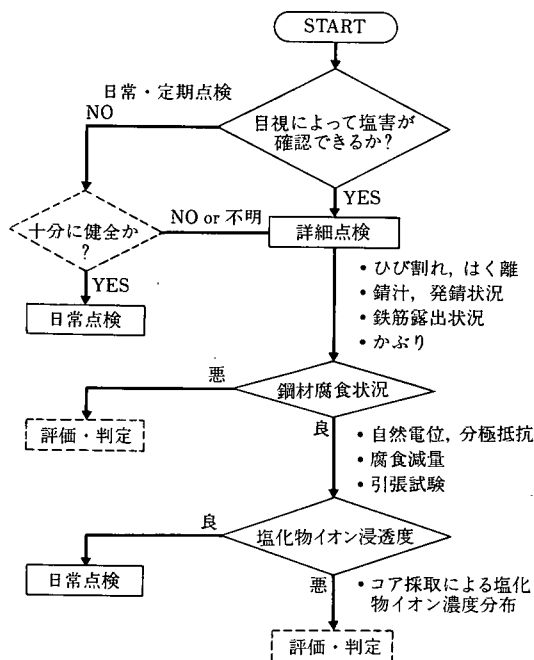 START
日常・定期点検
NO
目視によって塩害が
確認できるか?
YES
十分に健全か
?
NO or 不明
詳細点検
YES
日常点検
• ひび割れ, はく離
• 錆汁, 発錆状況
• 鉄筋露出状況
• かぶり
悪
鋼材腐食状況
評価・判定
良
• 自然電位, 分極抵抗
• 腐食減量
• 引張試験
良
塩化物イオン浸透度
日常点検
悪
• コア採取による塩化
物イオン濃度分布
評価・判定